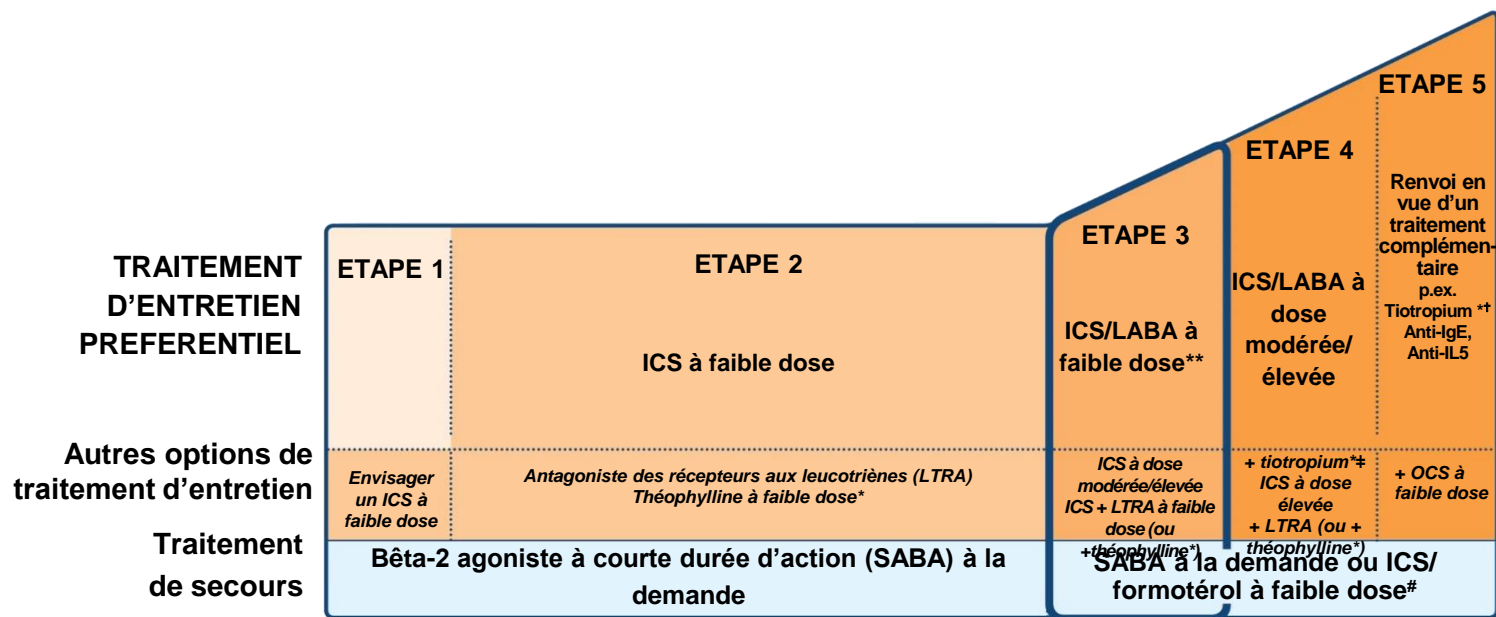 ETAPE 5
ETAPE 4
Renvoi en
vue d’un
traitement
complémen-
taire
p.ex.
Tiotropium *†
Anti-IgE,
Anti-IL5
ETAPE 3
TRAITEMENT
D’ENTRETIEN
PREFERENTIEL
ETAPE 1
ETAPE 2
ICS à faible dose
ICS/LABA à
faible dose**
ICS/LABA à
dose
modérée/
élevée
Autres options de
traitement d’entretien
Envisager
un ICS à
faible dose
Antagoniste des récepteurs aux leucotriènes (LTRA)
Théophylline à faible dose*
ICS à dose
modérée/élevée
ICS + LTRA à faible
dose (ou
+théophylline*)
+ tiotropium*‡
ICS à dose
élevée
+ LTRA (ou +
théophylline*)
+ OCS à
faible dose
Traitement
de secours
Bêta-2 agoniste à courte durée d’action (SABA) à la
demande
SABA à la demande ou ICS/
formotérol à faible dose#